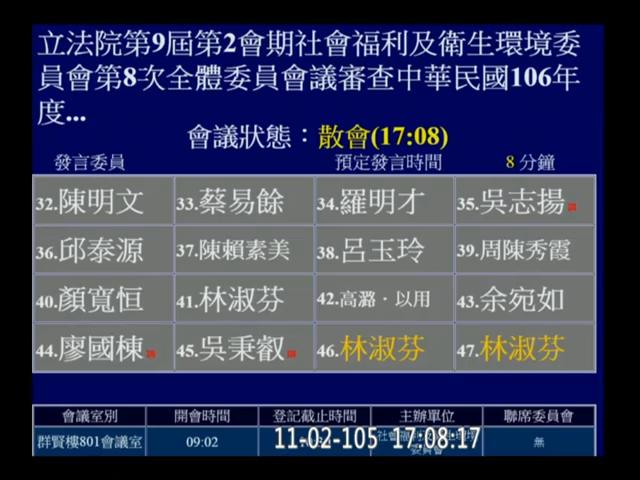 立法院第9屆第2會期社會福利及衛生環境委
員會第8次全體委員會議審查中華民國106年
度...
會議狀態：散會(17:08)
發言委員 預定發言時間 8 分鐘
32.陳明文 33.蔡易餘 34.羅明才 35.吳志揚
36.邱泰源 37.陳賴素美 38.呂玉玲 39.周陳秀霞
40.顏寬恒 41.林淑芬 42.高潞．以用 43.余宛如
44.廖國棟 45.吳秉叡 46.林淑芬 47.林淑芬
會議室別 開會時間 登記截止時間 主辦單位 聯席委員會
群賢樓801會議室 09:02 無
11-02-105 17:08:17